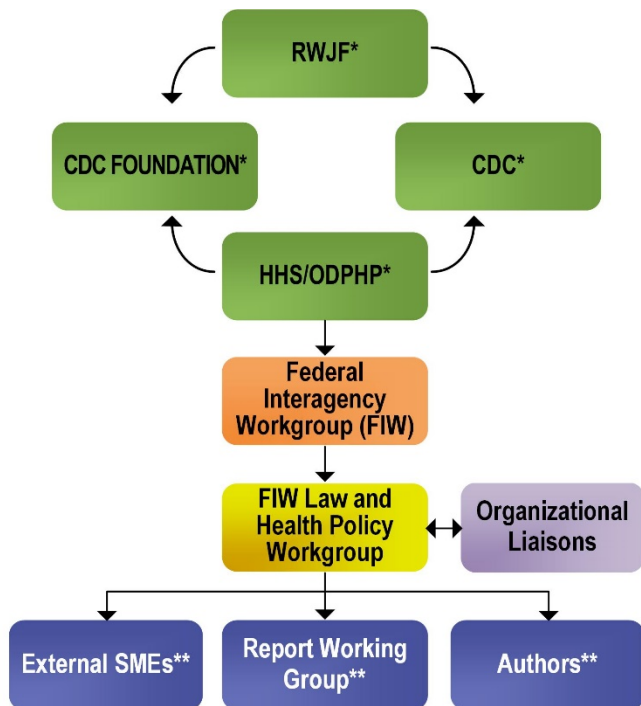 RWJF*
CDC FOUNDATION*
CDC*
HHS/ODPHP*
Federal
Interagency
Workgroup (FIW)
FIW Law and
Health Policy
Workgroup
Organizational
Liaisons
External SMEs**
Report Working
Group**
Authors**